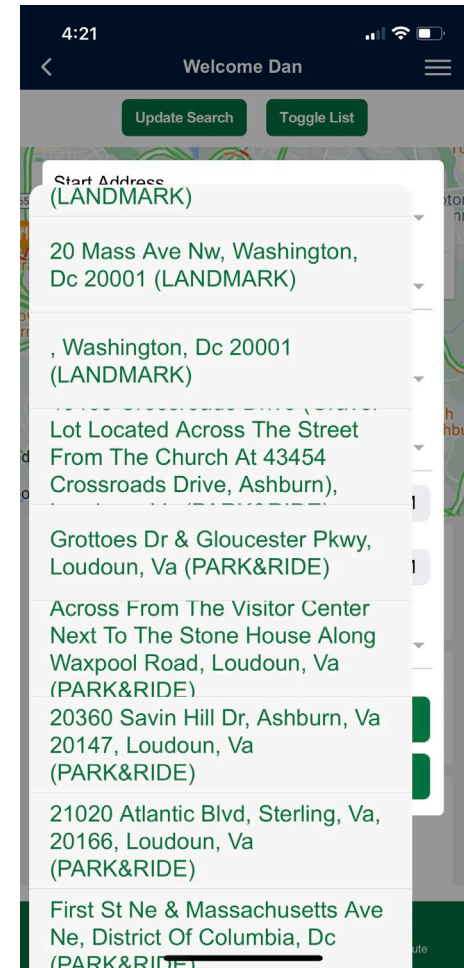 4:21
Welcome Dan
Update Search
Toggle List
Start Address
(LANDMARK)
20 Mass Ave Nw, Washington,
Dc 20001 (LANDMARK)
, Washington, Dc 20001
(LANDMARK)
Lot Located Across The Street
From The Church At 43454
Crossroads Drive, Ashburn),
Grottoes Dr & Gloucester Pkwy,
Loudoun, Va (PARK&RIDE)
Across From The Visitor Center
Next To The Stone House Along
Waxpool Road, Loudoun, Va
(PARK&RIDE)
20360 Savin Hill Dr, Ashburn, Va
20147, Loudoun, Va
(PARK&RIDE)
21020 Atlantic Blvd, Sterling, Va,
20166, Loudoun, Va
(PARK&RIDE)
First St Ne & Massachusetts Ave
Ne, District Of Columbia, Dc
(PARK&RIDE)